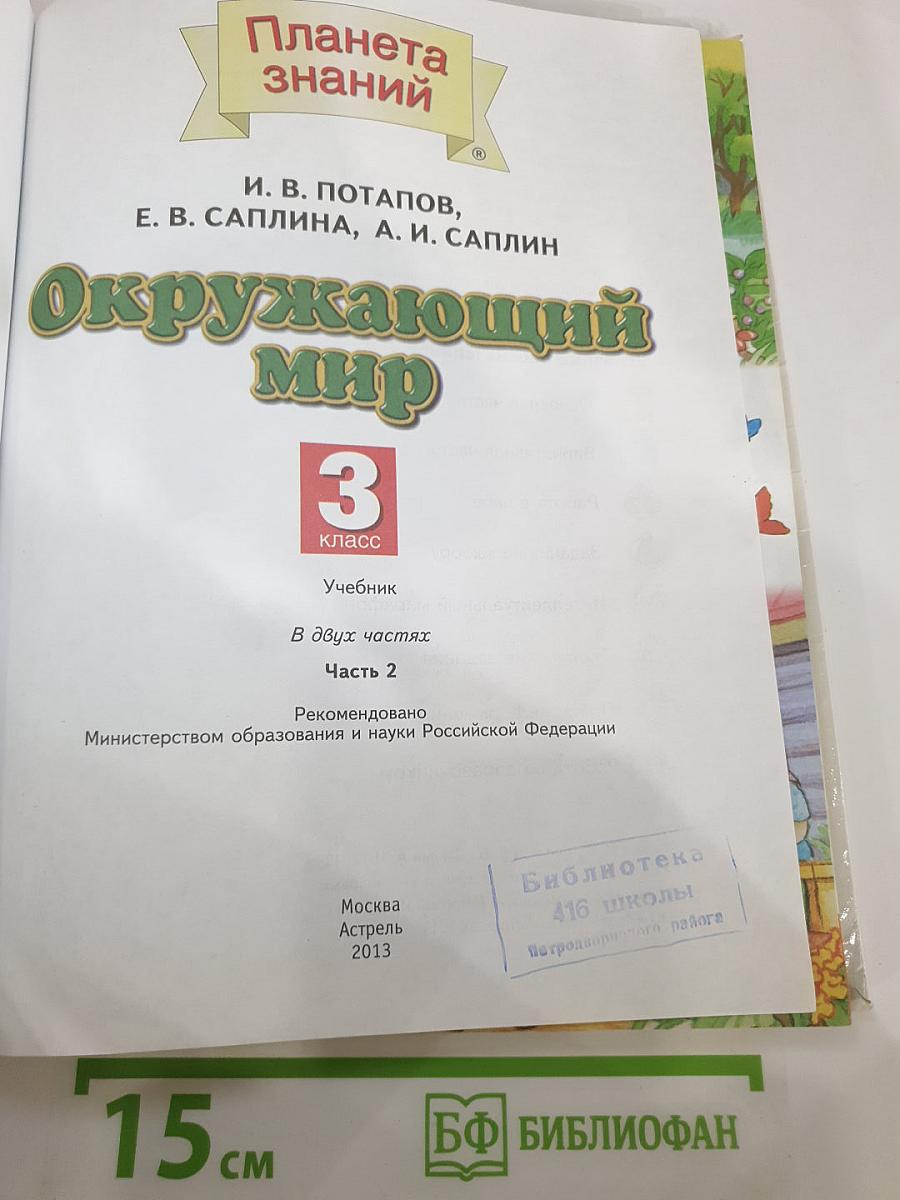 Планета
знаний
®
И. В. ПОТАПОВ,
Е. В. САПЛИНА, А. И. САПЛИН
Окружающий
мир
3
класс
Учебник
В двух частях
Часть 2
Рекомендовано
Министерством образования и науки Российской Федерации
Москва
Астрель
2013
Библиотека
416 школы
района
15 см
БФ БИБЛИОФАН